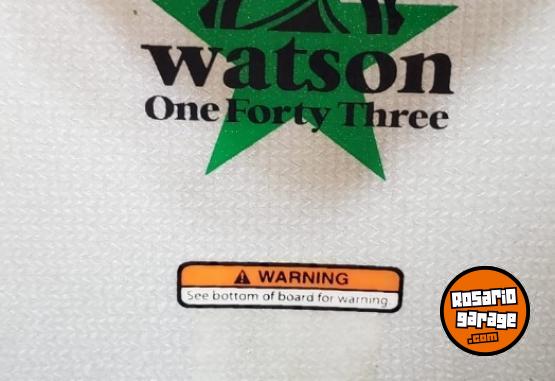 watson
One Forty Three
WARNING
See bottom of board for warning.
Rosario
garage
.com